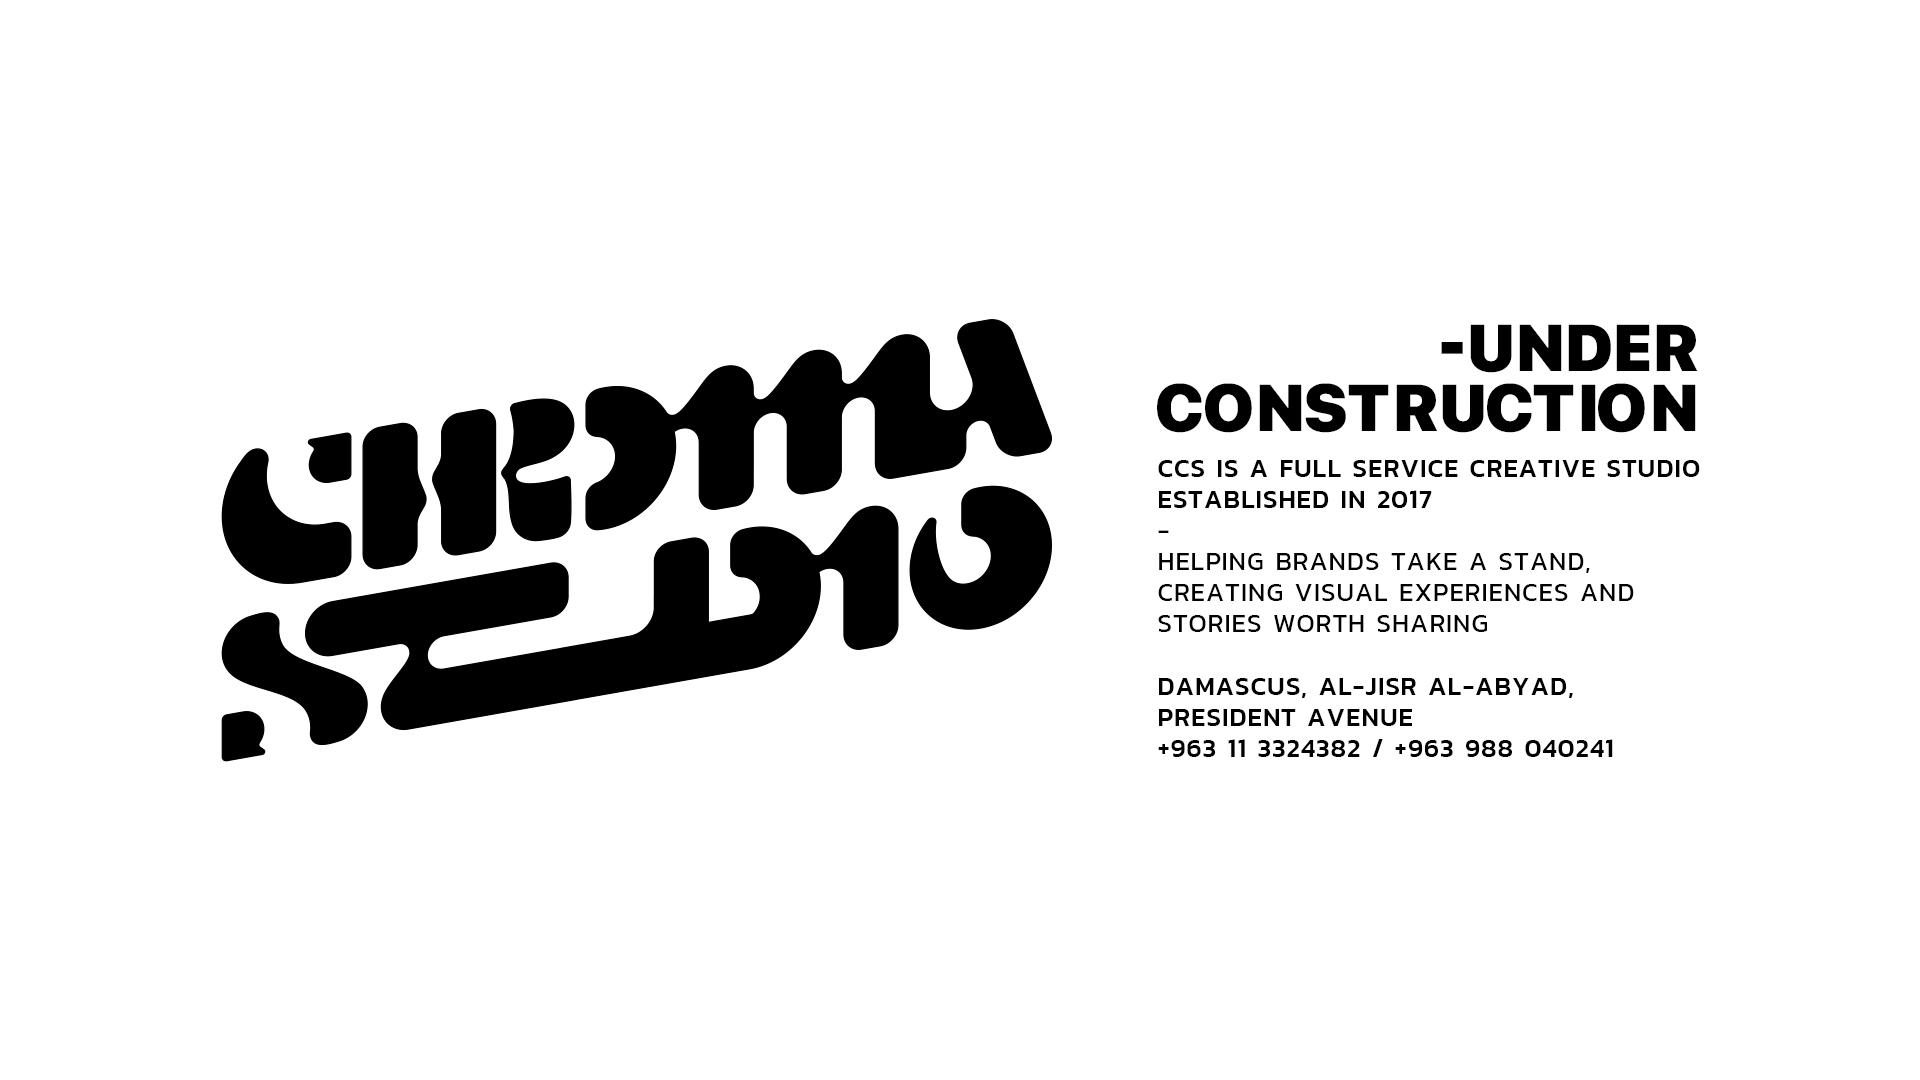 CHROMA
STUDIO
-UNDER
CONSTRUCTION
CCS IS A FULL SERVICE CREATIVE STUDIO
ESTABLISHED IN 2017
-
HELPING BRANDS TAKE A STAND,
CREATING VISUAL EXPERIENCES AND
STORIES WORTH SHARING
DAMASCUS, AL-JISR AL-ABYAD,
PRESIDENT AVENUE
+963 11 3324382 / +963 988 040241